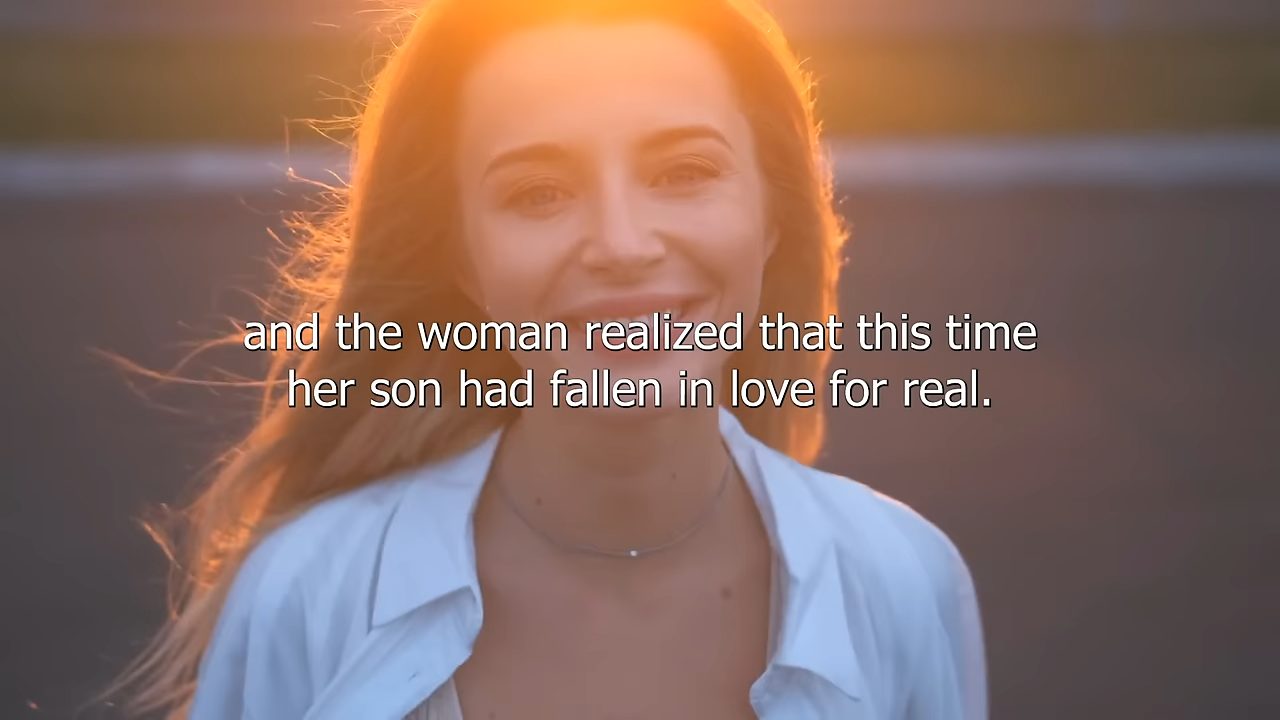 and the woman realized that this time
her son had fallen in love for real.